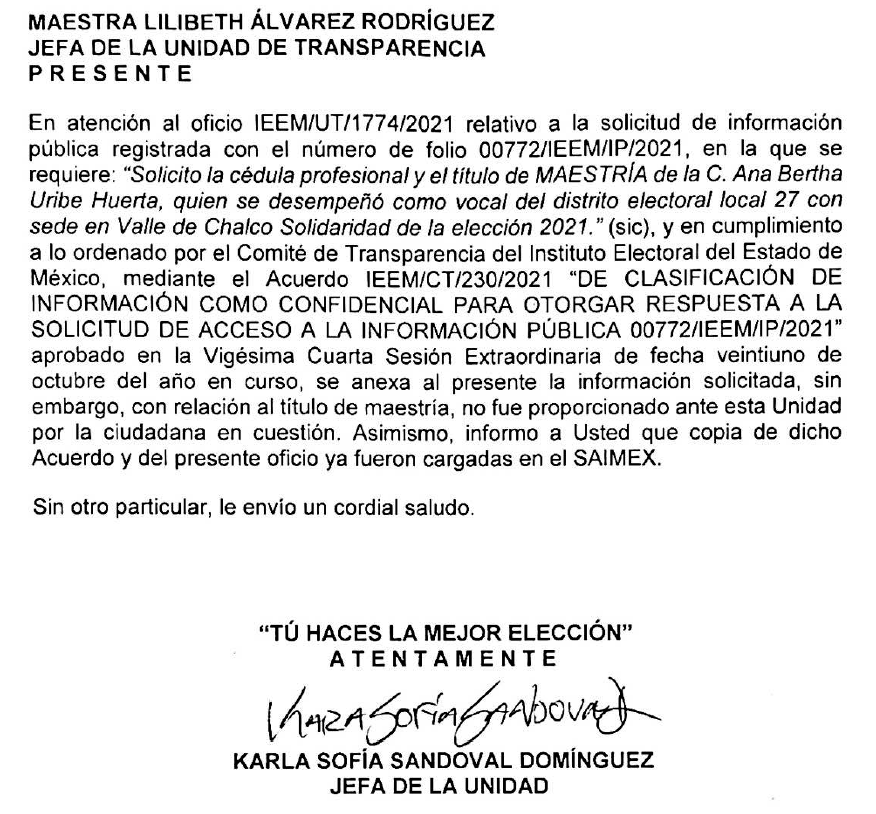 MAESTRA LILIBETH ÁLVAREZ RODRÍGUEZ
JEFA DE LA UNIDAD DE TRANSPARENCIA
P R E S E N T E
En atención al oficio IEEM/UT/1774/2021 relativo a la solicitud de información
pública registrada con el número de folio 00772/IEEM/IP/2021, en la que se
requiere: “Solicito la cédula profesional y el título de MAESTRÍA de la C. Ana Bertha
Uribe Huerta, quien se desempeñó como vocal del distrito electoral local 27 con
sede en Valle de Chalco Solidaridad de la elección 2021.” (sic), y en cumplimiento
a lo ordenado por el Comité de Transparencia del Instituto Electoral del Estado de
México, mediante el Acuerdo IEEM/CT/230/2021 “DE CLASIFICACIÓN DE
INFORMACIÓN COMO CONFIDENCIAL PARA OTORGAR RESPUESTA A LA
SOLICITUD DE ACCESO A LA INFORMACIÓN PÚBLICA 00772/IEEM/IP/2021”
aprobado en la Vigésima Cuarta Sesión Extraordinaria de fecha veintiuno de
octubre del año en curso, se anexa al presente la información solicitada, sin
embargo, con relación al título de maestría, no fue proporcionado ante esta Unidad
por la ciudadana en cuestión. Asimismo, informo a Usted que copia de dicho
Acuerdo y del presente oficio ya fueron cargadas en el SAIMEX.
Sin otro particular, le envío un cordial saludo.
“TÚ HACES LA MEJOR ELECCIÓN”
A T E N T A M E N T E
KARLA SOFÍA SANDOVAL
KARLA SOFÍA SANDOVAL DOMÍNGUEZ
JEFA DE LA UNIDAD